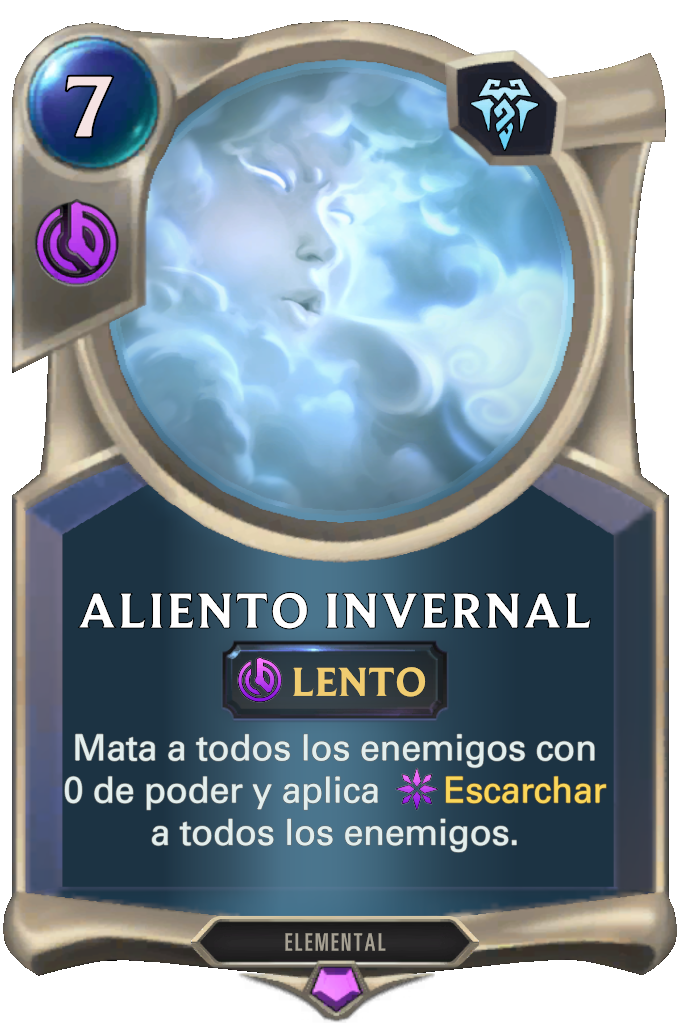 7
ALIENTO INVERNAL
LENTO
Mata a todos los enemigos con
0 de poder y aplica Escarchar
a todos los enemigos.
ELEMENTAL